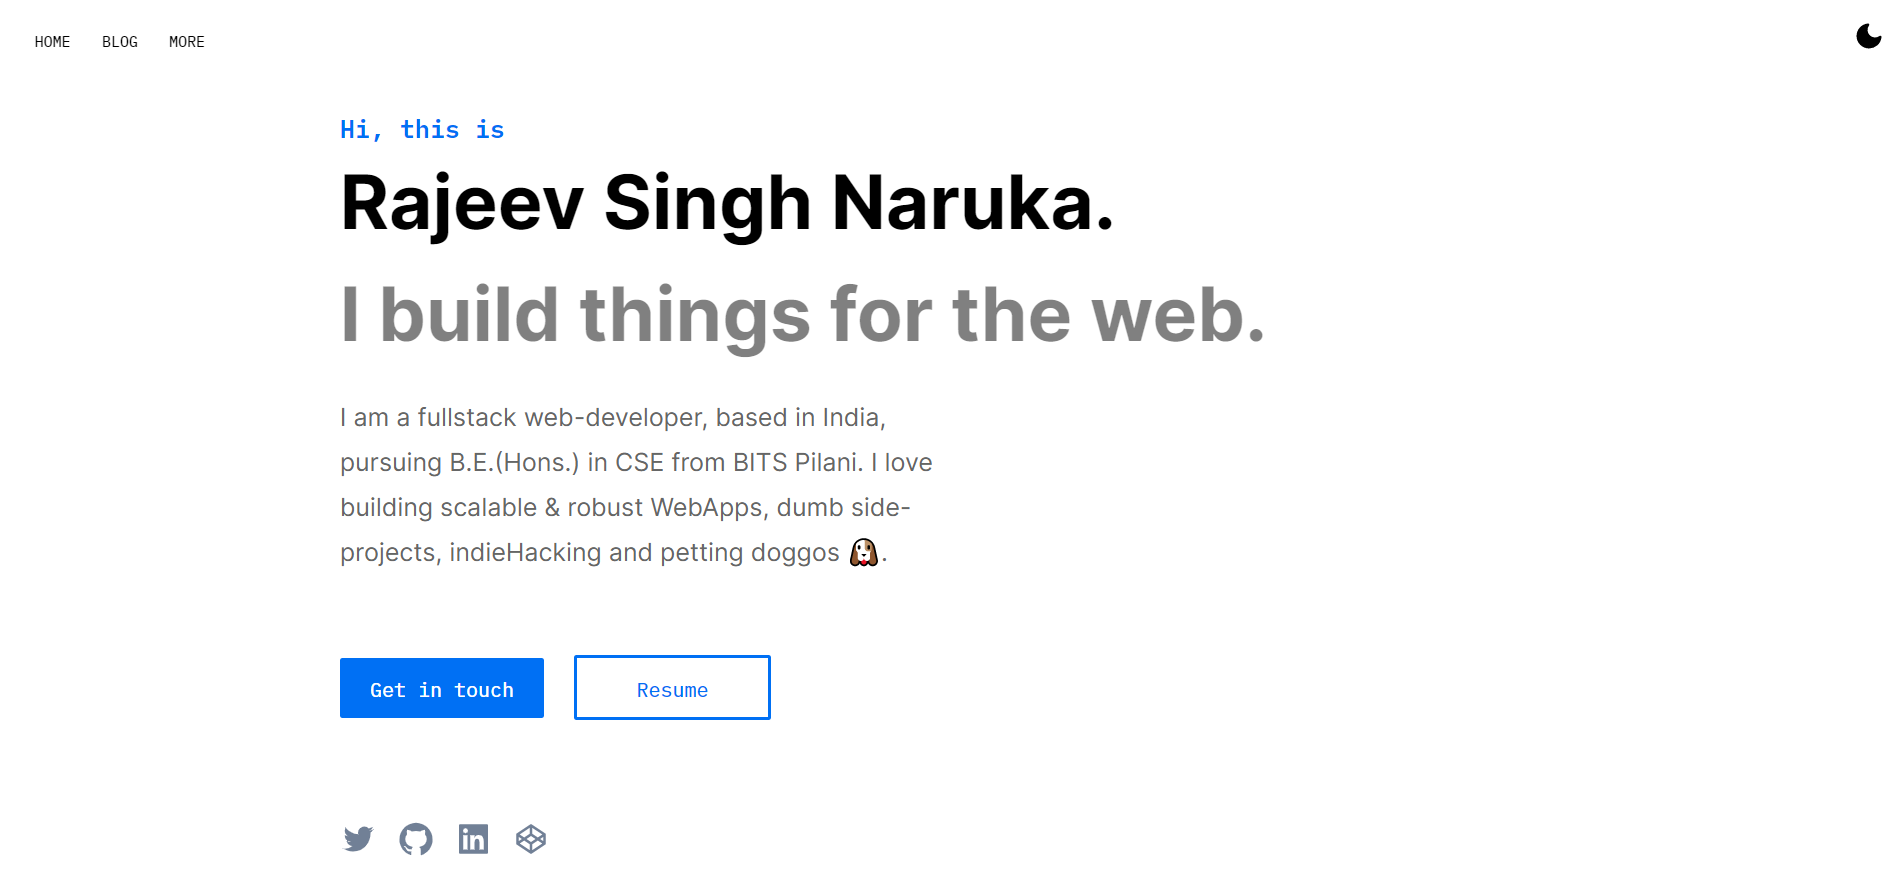 HOME BLOG MORE
Hi, this is
Rajeev Singh Naruka.
I build things for the web.
I am a fullstack web-developer, based in India,
pursuing B.E.(Hons.) in CSE from BITS Pilani. I love
building scalable & robust WebApps, dumb side-
projects, indieHacking and petting doggos 🐶.
Get in touch
Resume